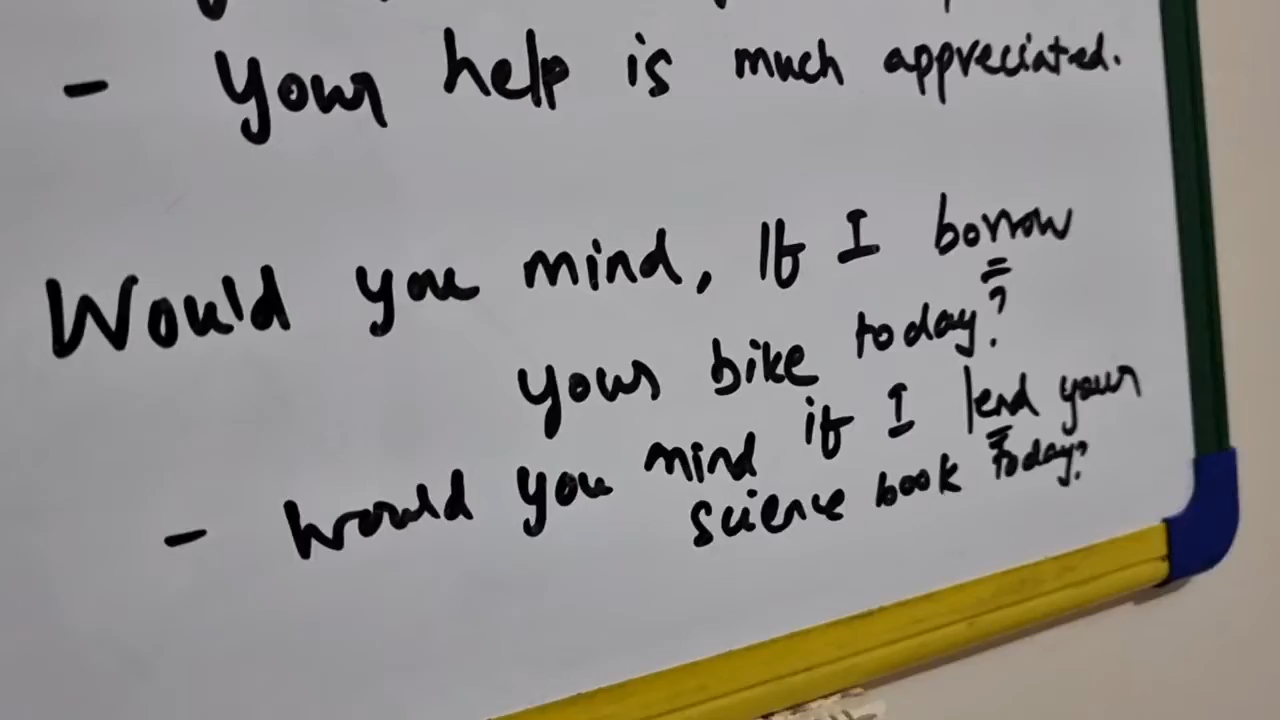 - Your help is much appreciated.
Would you mind, If I borrow
your bike today?
- Would you mind if I lend your
science book today?